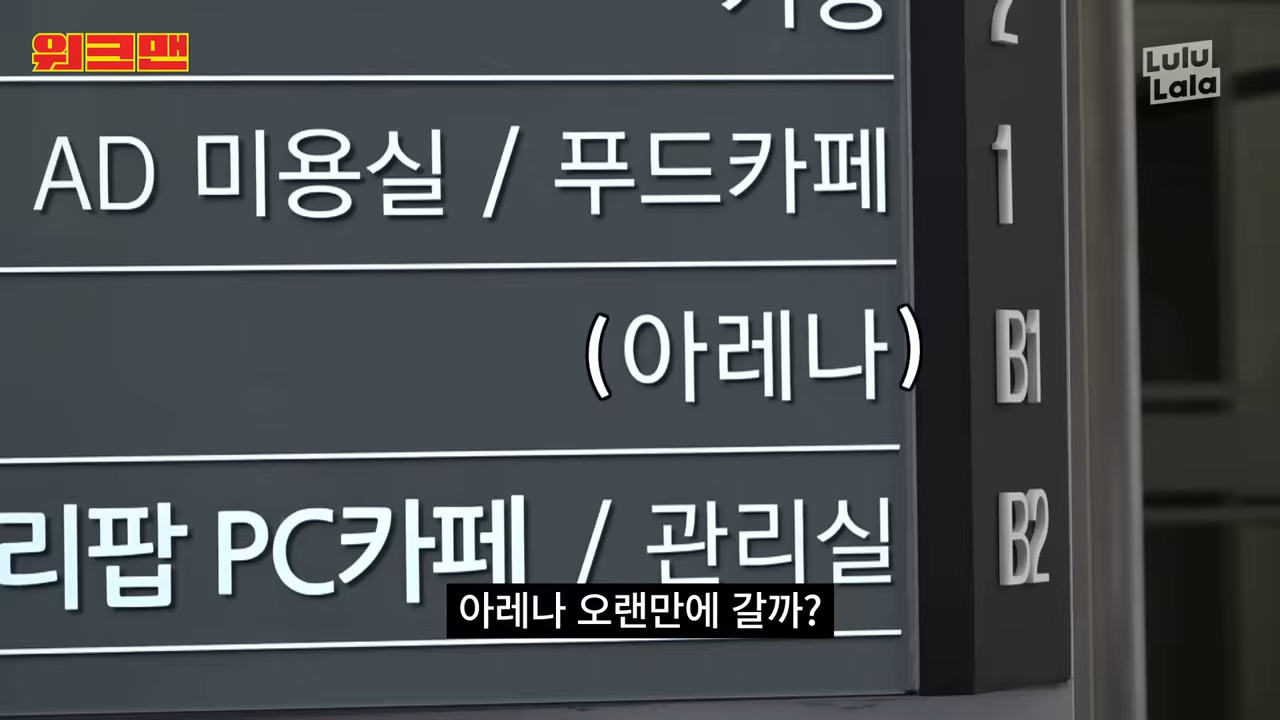 워크맨
Lulu
Lala
2
AD 미용실 / 푸드카페 1
(아레나) B1
리팝 PC카페 / 관리실 B2
아레나 오랜만에 갈까?